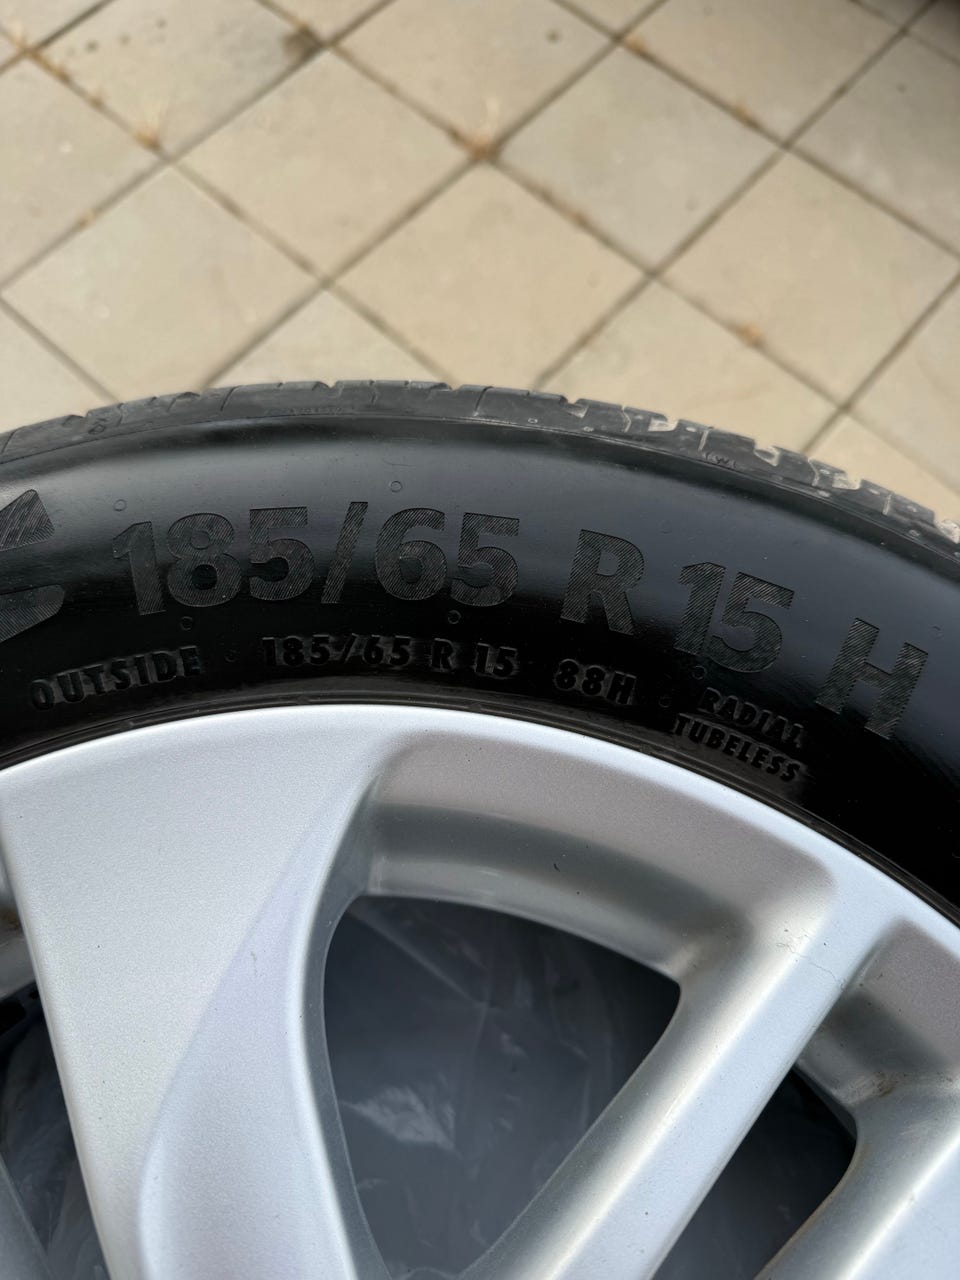 185/65 R 15 H
OUTSIDE 185/65 R 15 88H RADIAL
TUBELESS